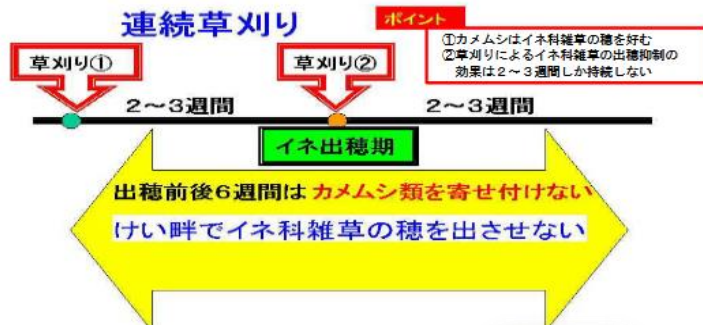 連続草刈り
ポイント
①カメムシはイネ科雑草の穂を好む
②草刈りによるイネ科雑草の出穂抑制の
効果は２～３週間しか持続しない
草刈り①
草刈り②
２～３週間
２～３週間
イネ出穂期
出穂前後6週間はカメムシ類を寄せ付けない
けい畔でイネ科雑草の穂を出させない